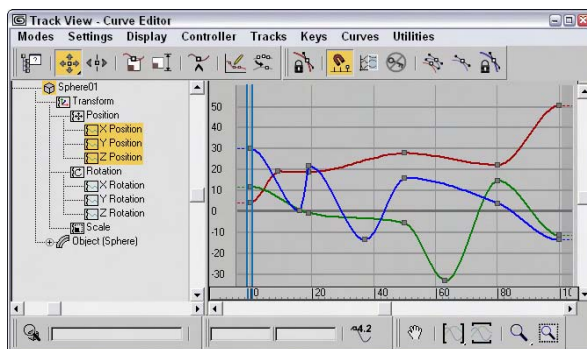 Track View - Curve Editor
Modes Settings Display Controller Tracks Keys Curves Utilities
Sphere01
Transform
Position
X Position
Y Position
Z Position
Rotation
X Rotation
Y Rotation
Z Rotation
Scale
Object (Sphere)
50
40
30
20
10
0
-10
-20
-30
0 20 40 60 80 10
4.2